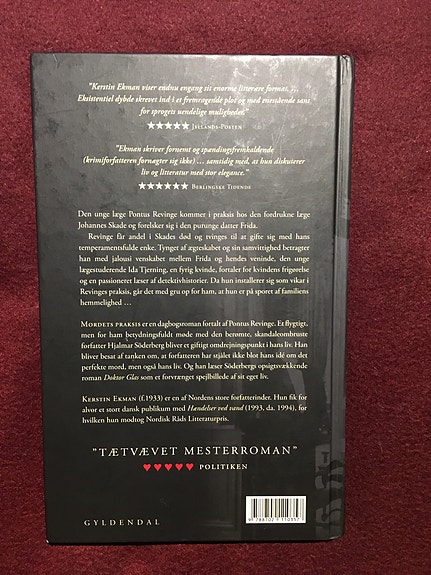 "Kerstin Ekman viser endnu engang sit enorme litterære format. ...
Eksistentiel dybde skrevet ind i et fremragende plot og med enestående sans
for sprogets uendelige muligheder."
★★★★★ Jyllands-Posten
"Ekman skriver fornemt og spændingsfremkaldende
(krimiforfatteren fornægter sig ikke) ... samtidig med, at hun diskuterer
liv og litteratur med stor elegance."
★★★★★★ Berlingske Tidende
Den unge læge Pontus Revinge kommer i praksis hos den fordrukne læge
Johannes Skade og forelsker sig i den purunge datter Frida.
Revinge får andel i Skades død og tvinges til at gifte sig med hans
temperamentsfulde enke. Tynget af ægteskabet og sin samvittighed betragter
han med jalousi venskabet mellem Frida og hendes veninde, den unge
lægestuderende Ida Tjerning, en fyrig kvinde, fortaler for kvindens frigørelse
og en passioneret læser af detektivhistorier. Da hun installerer sig som vikar i
Revinges praksis, går det med gru op for ham, at hun er på sporet af familiens
hemmelighed ...
Mordets praksis er en dagbogsroman fortalt af Pontus Revinge. Et flygtigt,
men for ham betydningsfuldt møde med den berømte, skandaleombruste
forfatter Hjalmar Söderberg bliver et giftigt omdrejningspunkt i hans liv. Han
bliver besat af tanken om, at forfatteren har stjålet ikke blot hans idé om det
perfekte mord, men også hans liv. Og han læser Söderbergs opsigtsvækkende
roman Doktor Glas som et forvrænget spejlbillede af sit eget liv.
Kerstin Ekman (f.1933) er en af Nordens store forfatterinder. Hun fik for
alvor et stort dansk publikum med Hændelser ved vand (1993, da. 1994), for
hvilken hun modtog Nordisk Råds Litteraturpris.
"TÆTVÆVET MESTERROMAN"
♥♥♥♥♥ POLITIKEN
GYLDENDAL
9 788702 110357